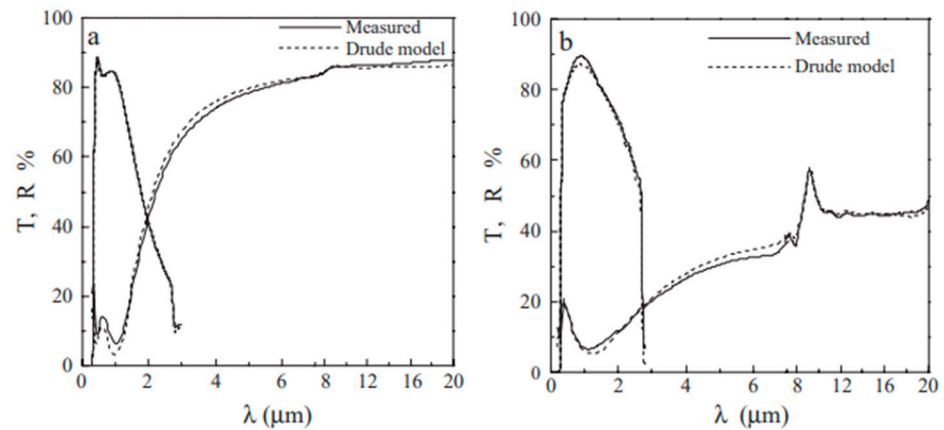 a
Measured
Drude model
100
80
60
40
20
0
T, R %
0 2 4 6 8 12 16 20
λ (μm)
b
Measured
Drude model
100
80
60
40
20
0
T, R %
0 2 4 6 8 12 16 20
λ (μm)